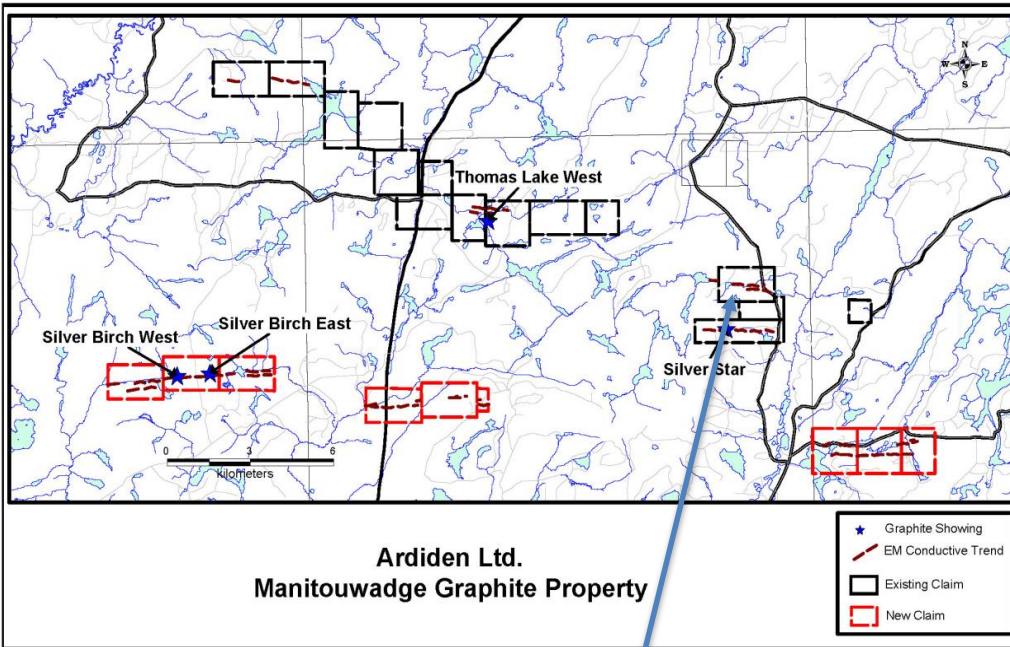 N
W E
S
Thomas Lake West
Silver Birch East
Silver Birch West
Silver Star
0 3 6
kilometers
Ardiden Ltd.
Manitouwadge Graphite Property
Graphite Showing
EM Conductive Trend
Existing Claim
New Claim